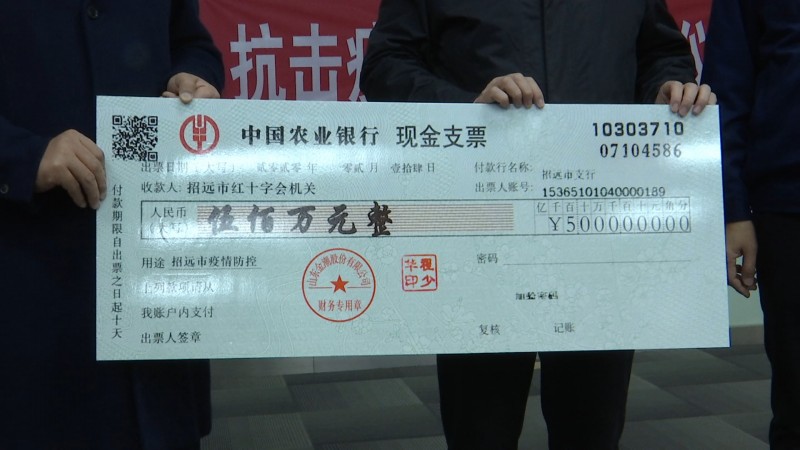 抗击
中国农业银行 现金支票
10303710
07104586
出票日期(大写) 贰零贰零年 零贰月 壹拾肆日
付款行名称: 招远市支行
收款人: 招远市红十字会机关
出票人账号: 15365101040000189
人民币
(大写)
伍佰万元整
亿千百十万千百十元角分
¥500000000
用途 招远市疫情防控
密码
上列款项请从
我账户内支付
出票人签章
加验密码
复核
记账
付款期限自出票之日起十天
财务专用章